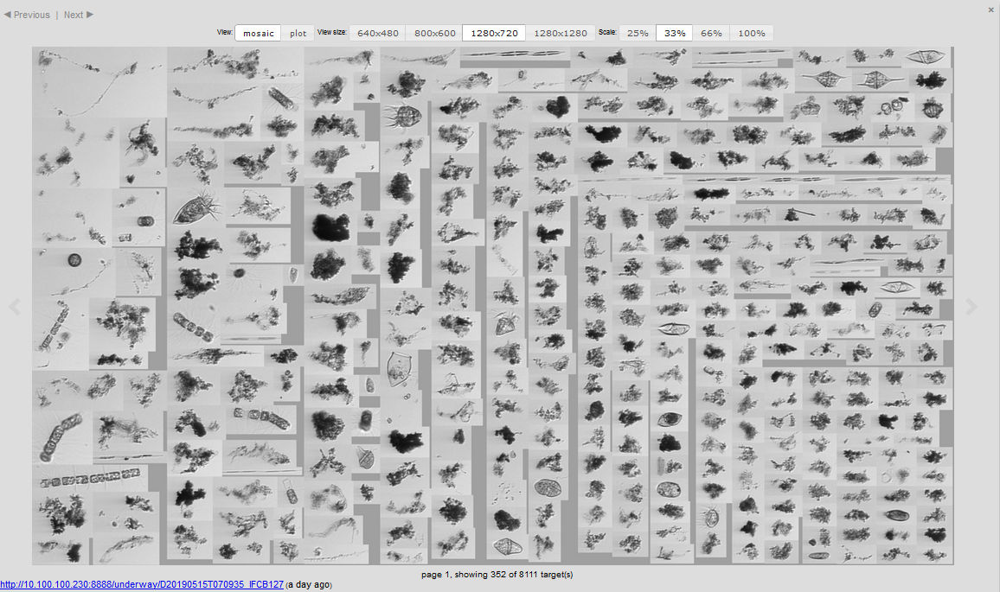 ◀ Previous | Next ▶ ×
View: mosaic plot View size: 640x480 800x600 1280x720 1280x1280 Scale: 25% 33% 66% 100%
page 1, showing 352 of 8111 target(s)
http://10.100.100.230:8888/underway/D20190515T070935_IFCB127 (a day ago)